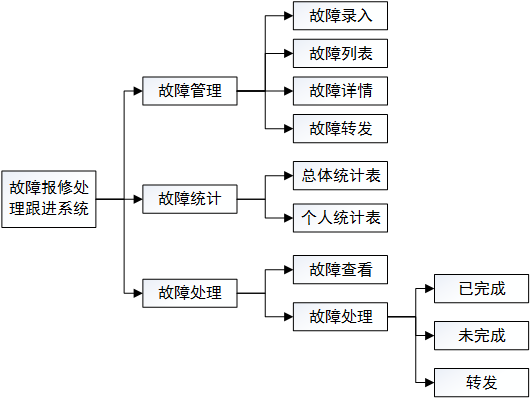 故障报修处
理跟进系统
故障管理
故障录入
故障列表
故障详情
故障转发
故障统计
总体统计表
个人统计表
故障处理
故障查看
故障处理
已完成
未完成
转发